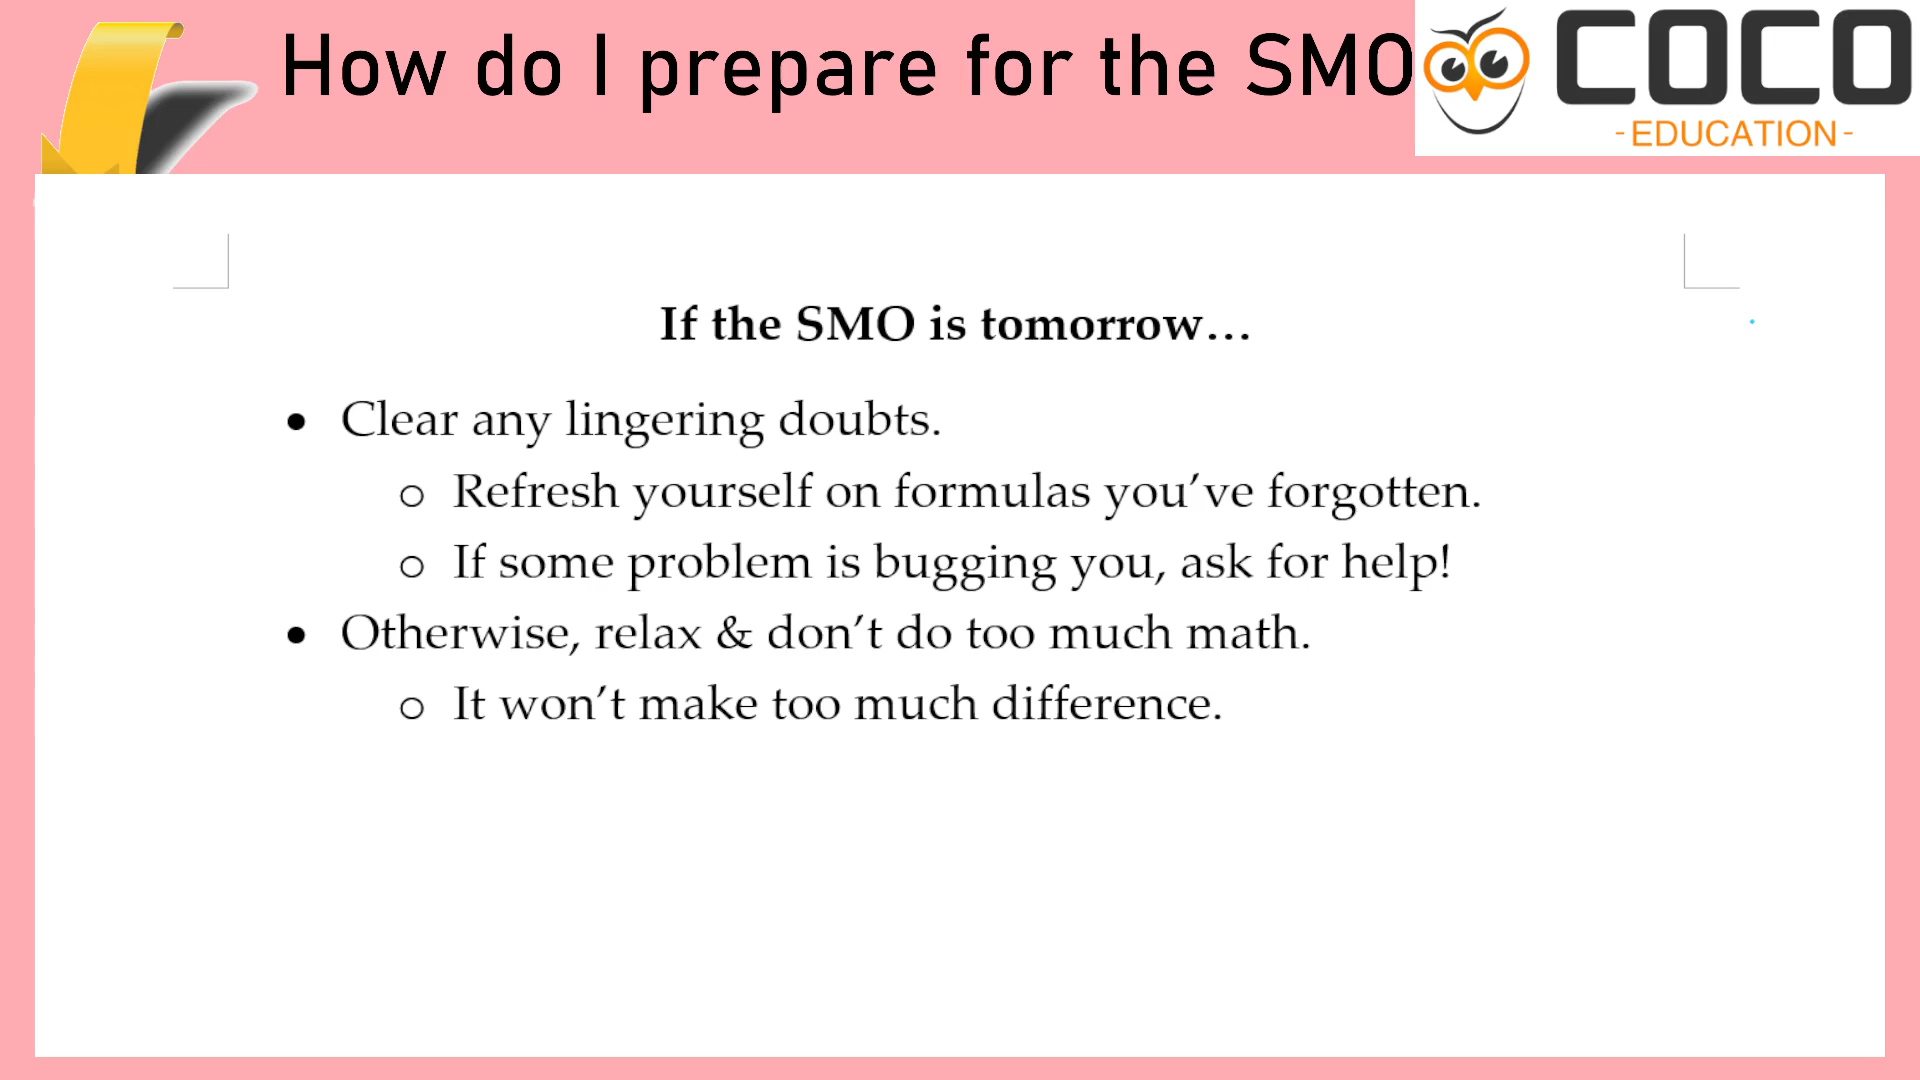 How do I prepare for the SMO
COCO
-EDUCATION-
If the SMO is tomorrow…
• Clear any lingering doubts.
o Refresh yourself on formulas you’ve forgotten.
o If some problem is bugging you, ask for help!
• Otherwise, relax & don’t do too much math.
o It won’t make too much difference.